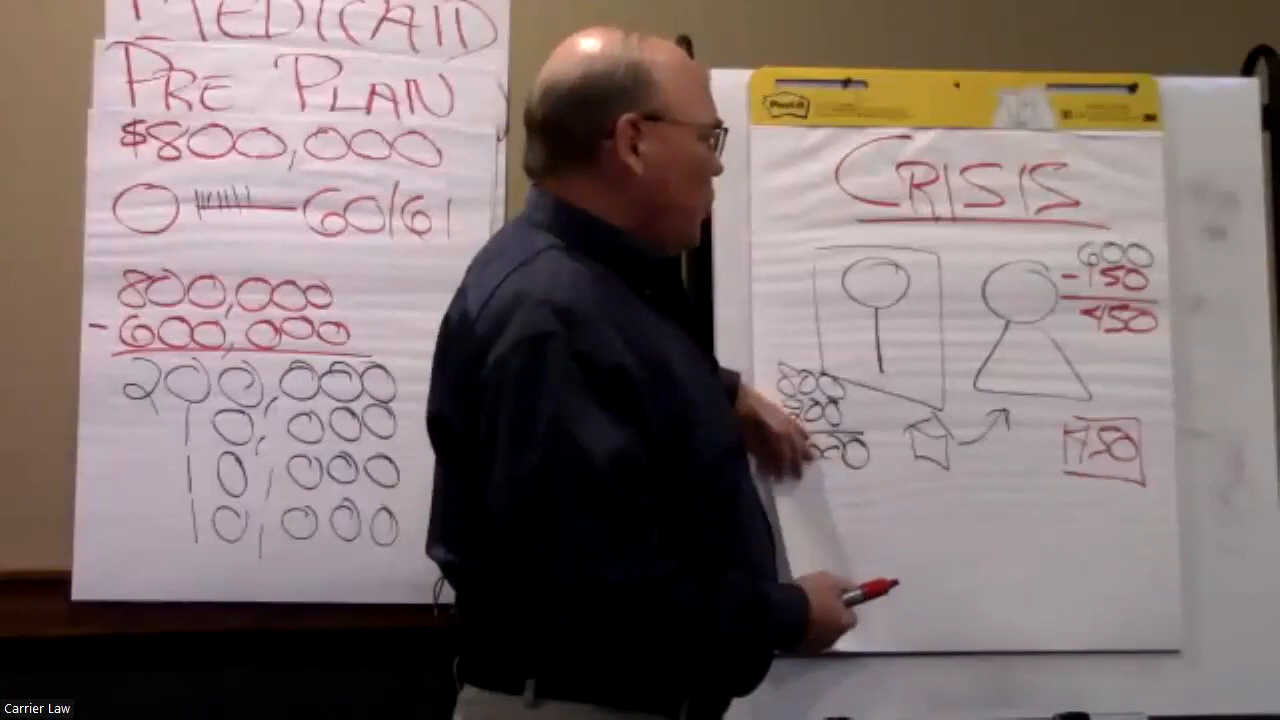 MEDICAID
PRE PLAN
$800,000
60/61
800,000
- 600,000
200,000
10,000
10,000
10,000
Post-it
CRISIS
600
- 150
450
450
Carrier Law